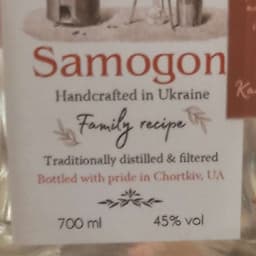 Samogon
Handcrafted in Ukraine
Family recipe
Traditionally distilled & filtered
Bottled with pride in Chortkiv, UA
700 ml 45% vol